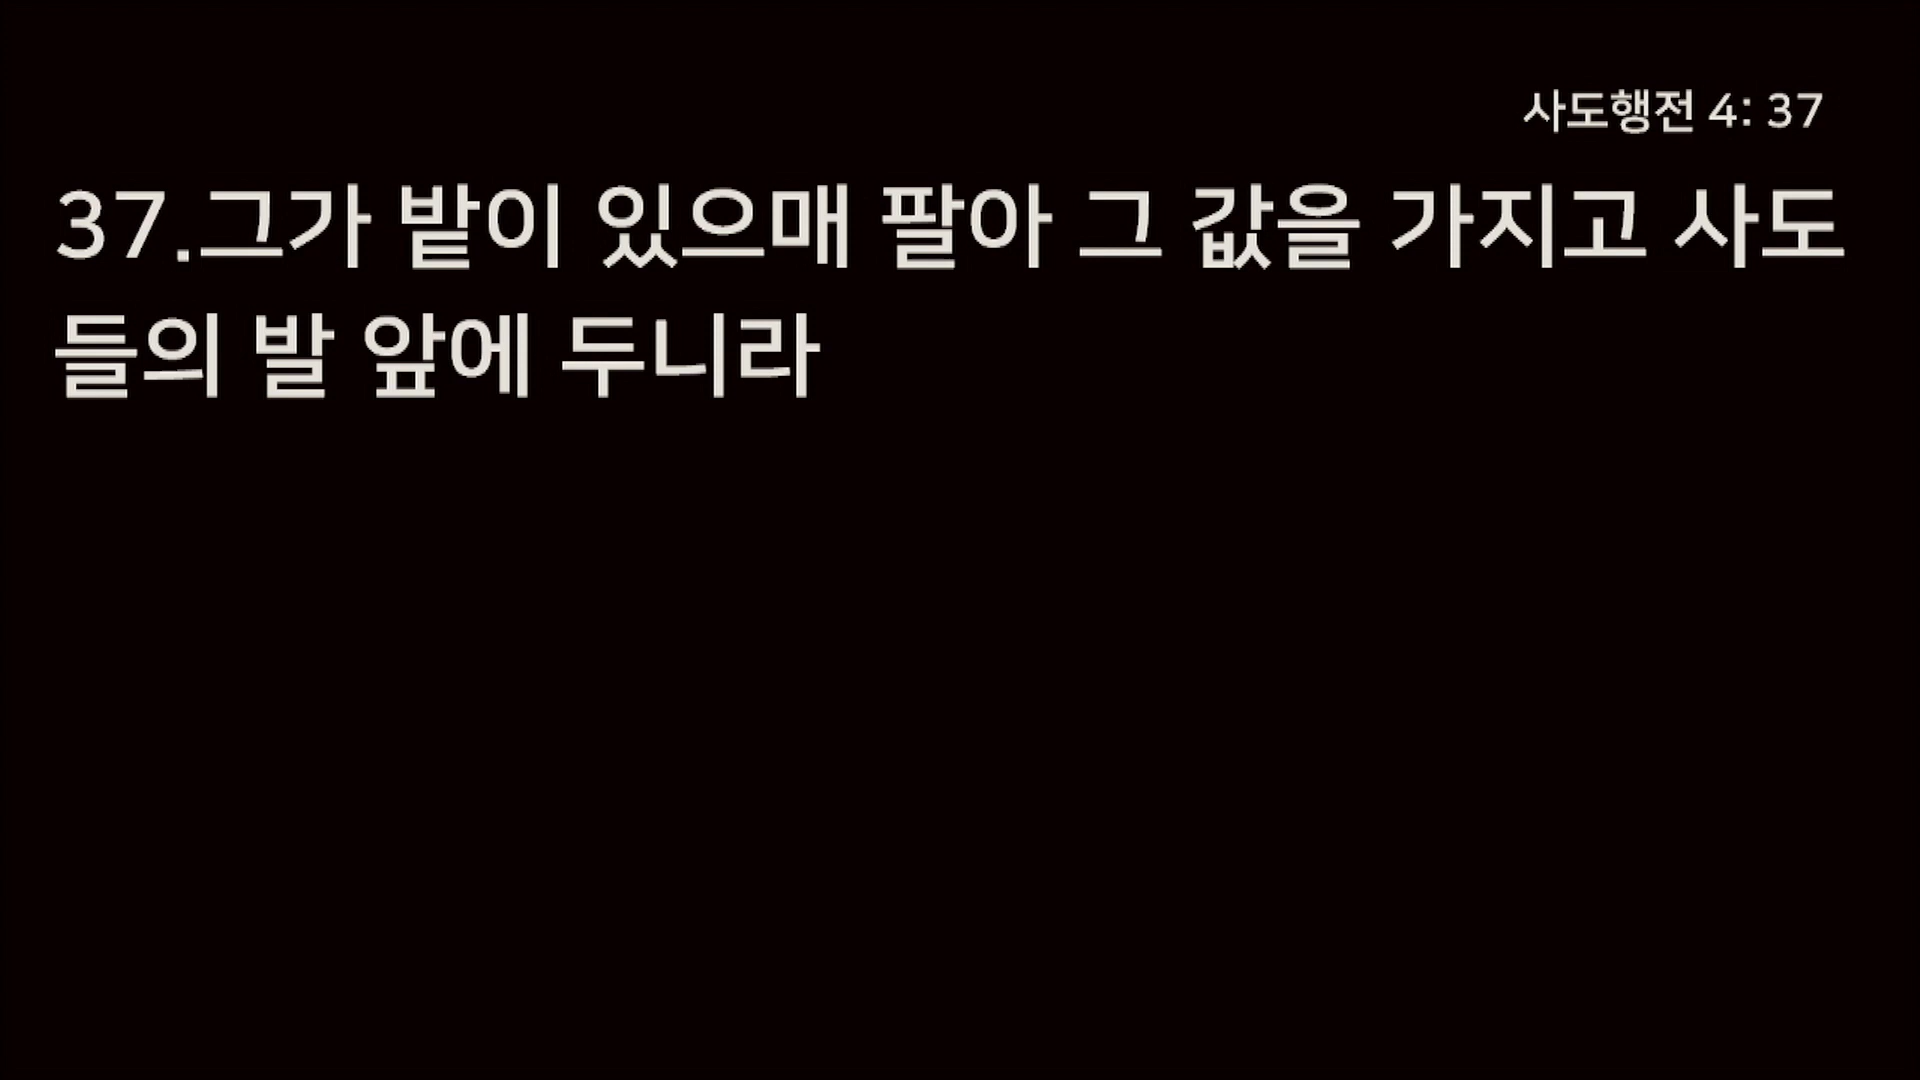 사도행전 4: 37
37.그가 밭이 있으매 팔아 그 값을 가지고 사도
들의 발 앞에 두니라